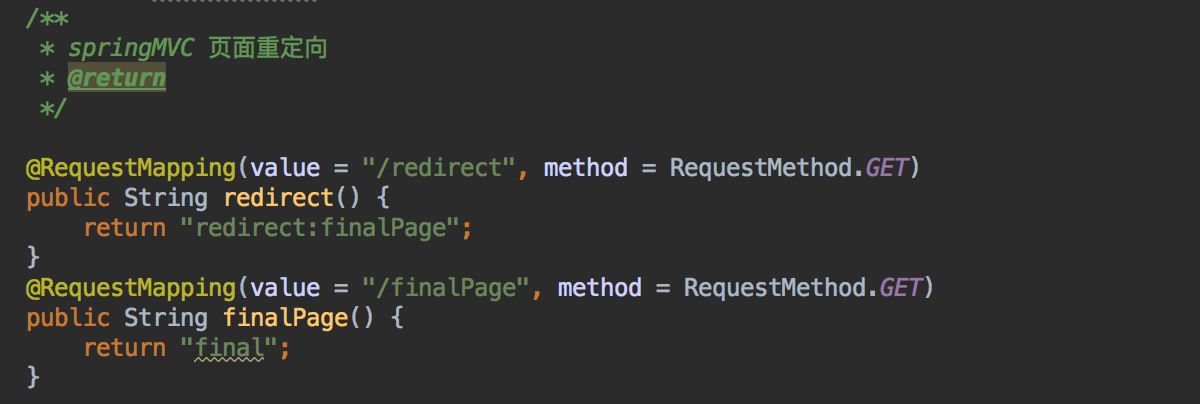 /**
 * springMVC 页面重定向
 * @return
 */
@RequestMapping(value = "/redirect", method = RequestMethod.GET)
public String redirect() {
    return "redirect:finalPage";
}
@RequestMapping(value = "/finalPage", method = RequestMethod.GET)
public String finalPage() {
    return "final";
}